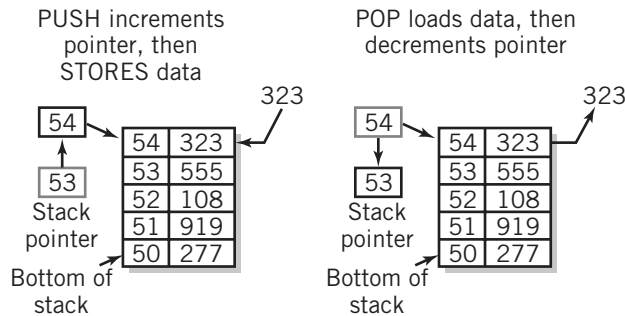 PUSH increments
pointer, then
STORES data
323
54
53
Stack
pointer
Bottom of
stack
54 323
53 555
52 108
51 919
50 277
POP loads data, then
decrements pointer
323
54
53
Stack
pointer
Bottom of
stack
54 323
53 555
52 108
51 919
50 277